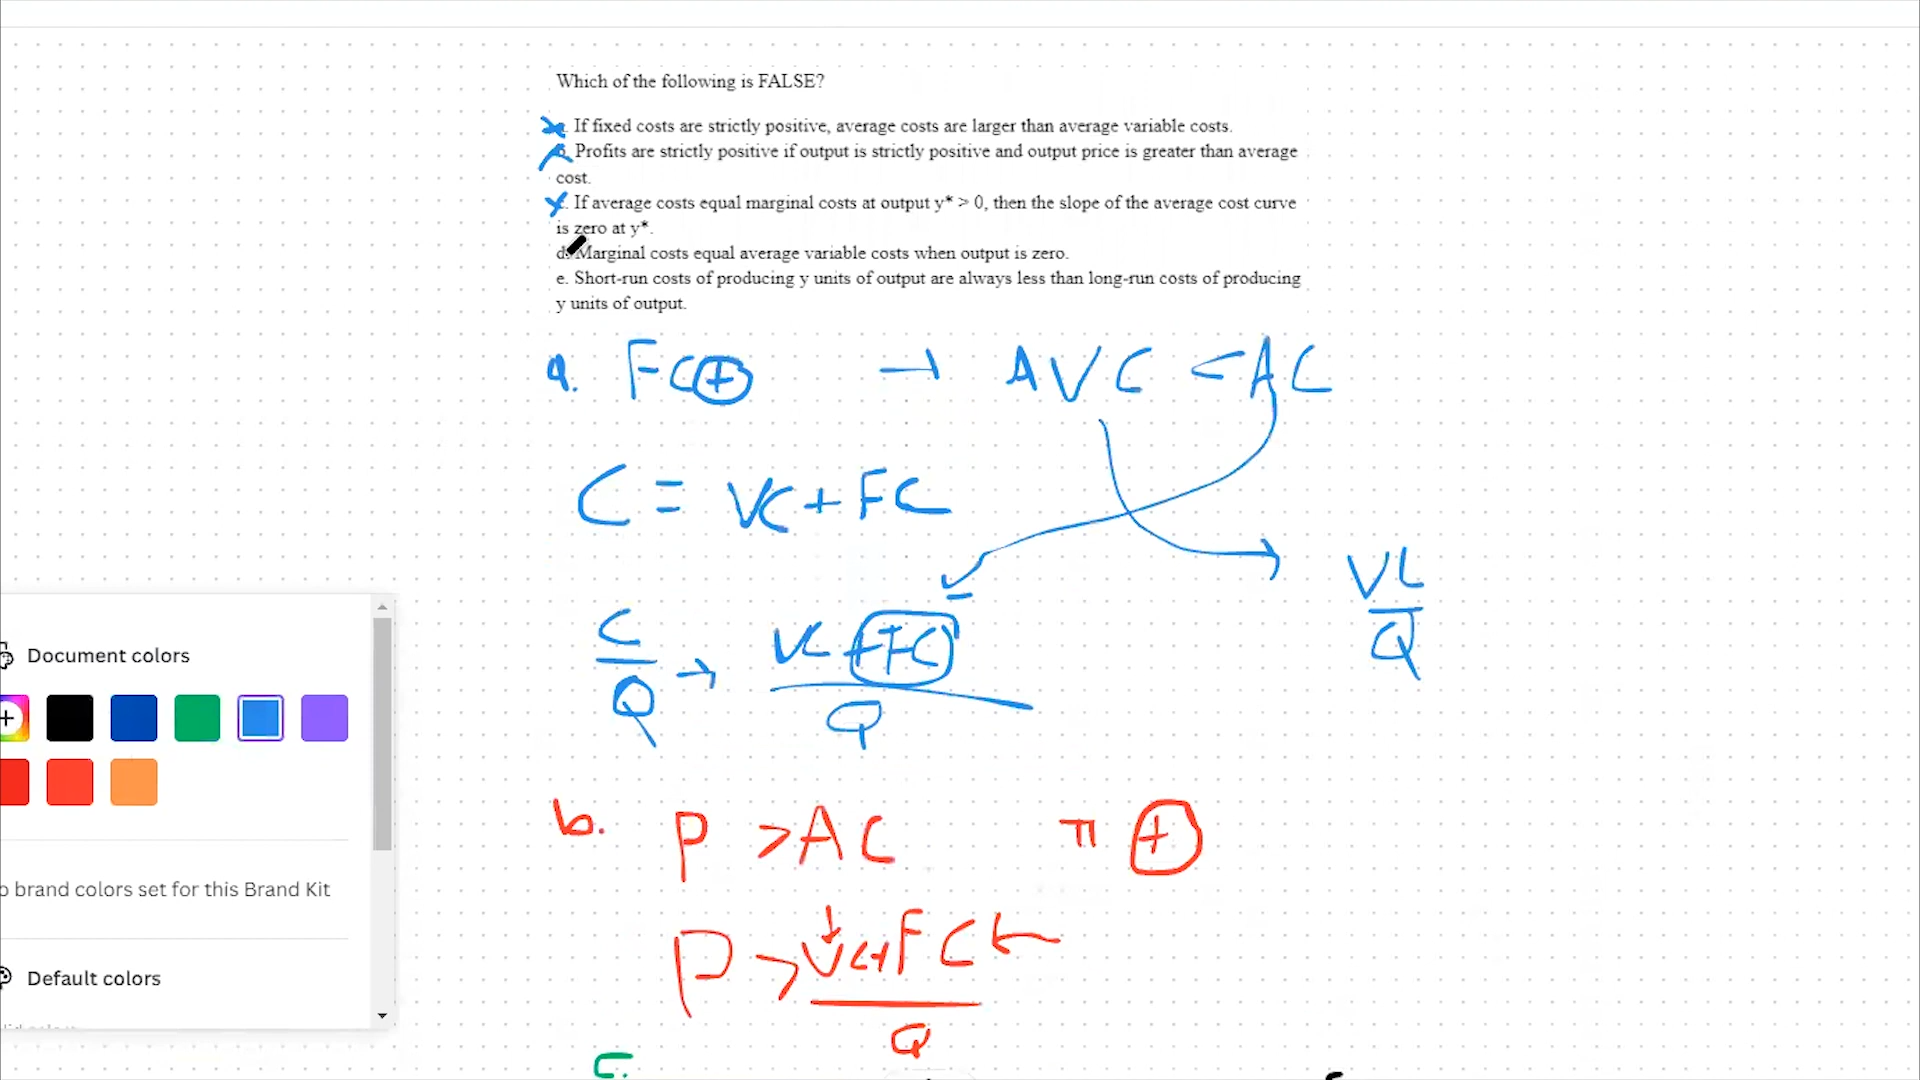 Which of the following is FALSE?
If fixed costs are strictly positive, average costs are larger than average variable costs.
Profits are strictly positive if output is strictly positive and output price is greater than average
cost.
If average costs equal marginal costs at output y* > 0, then the slope of the average cost curve
is zero at y*.
d. Marginal costs equal average variable costs when output is zero.
e. Short-run costs of producing y units of output are always less than long-run costs of producing
y units of output.
a. FC + → AVC < AC
C = VC + FC
VC
Q
C → VC + FC
Q Q
Document colors
b. P > AC π +
brand colors set for this Brand Kit
P > VC + FC ←
Q
Default colors
c.